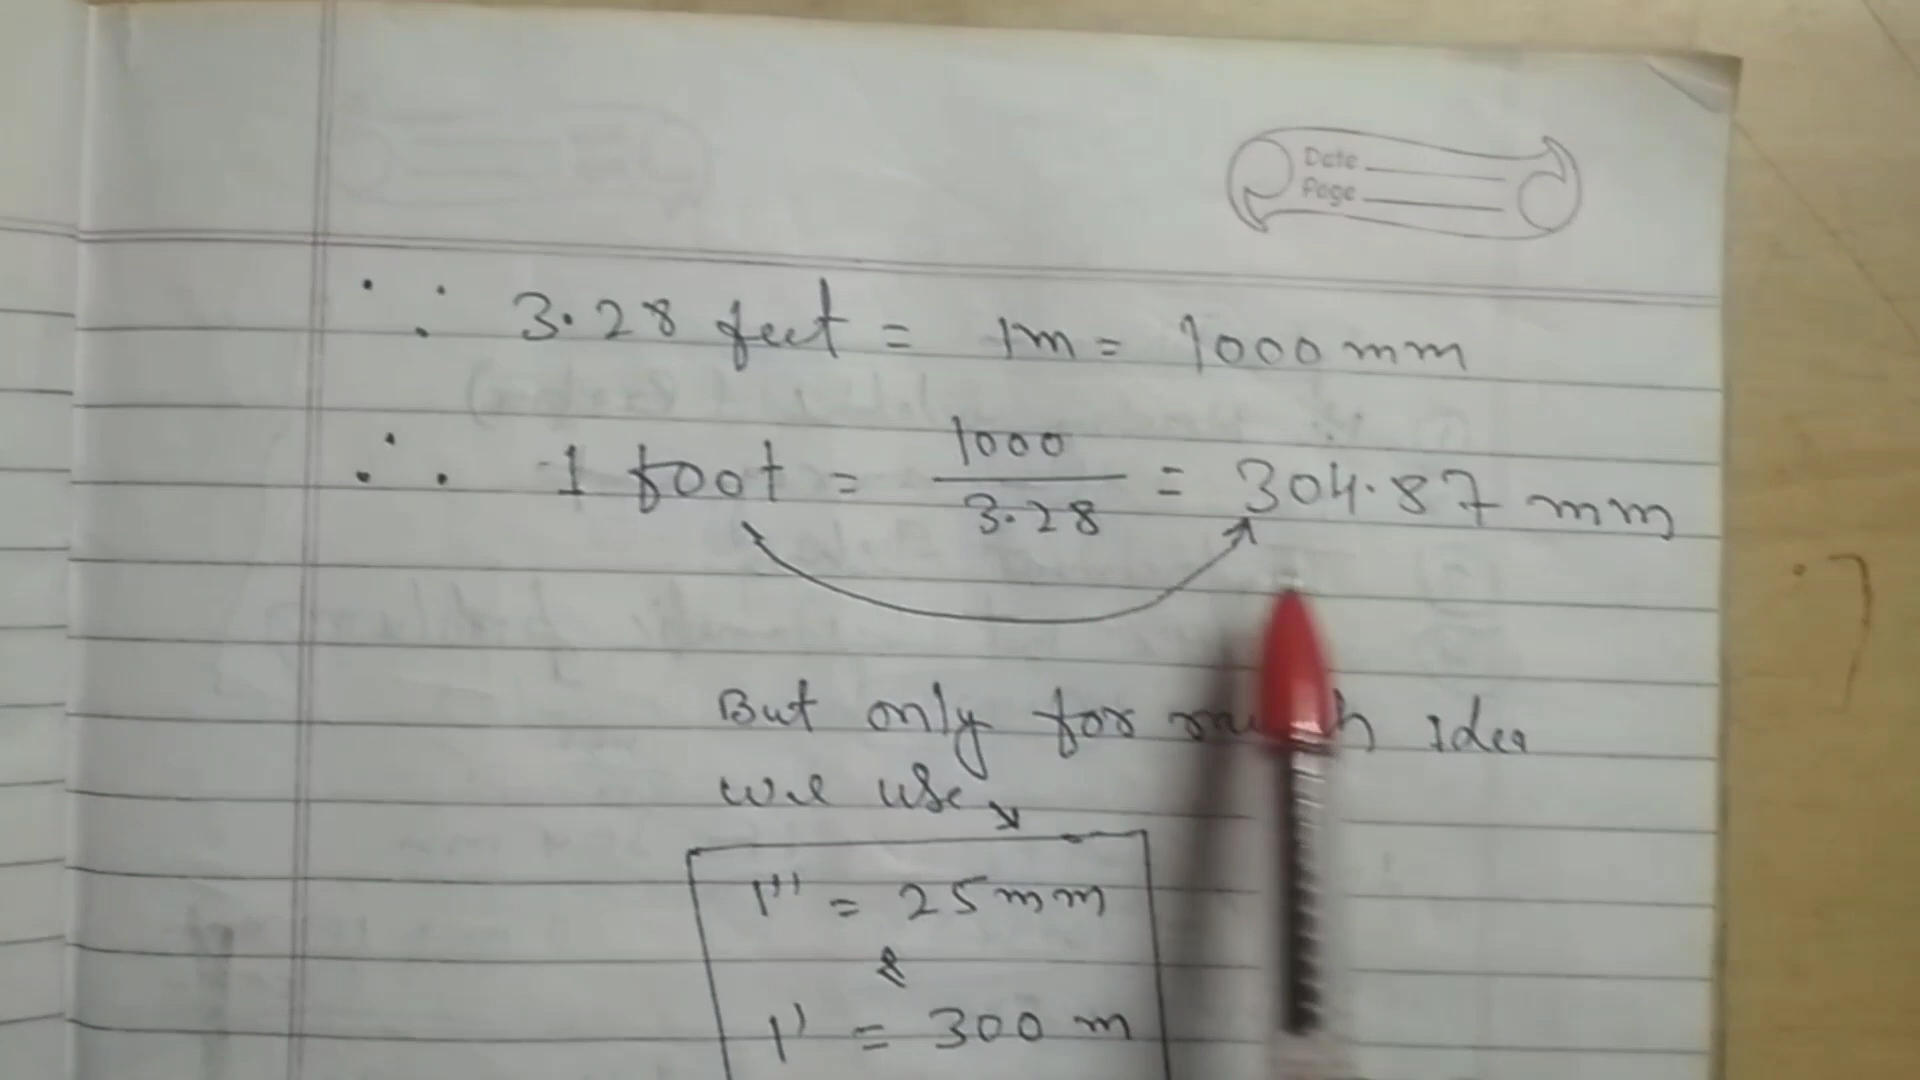 Date
Page
∵ 3.28 feet = 1m = 1000 mm
∴ 1 foot = 1000/3.28 = 304.87 mm
But only for Idea
we use
1" = 25 mm
&
1' = 300 m